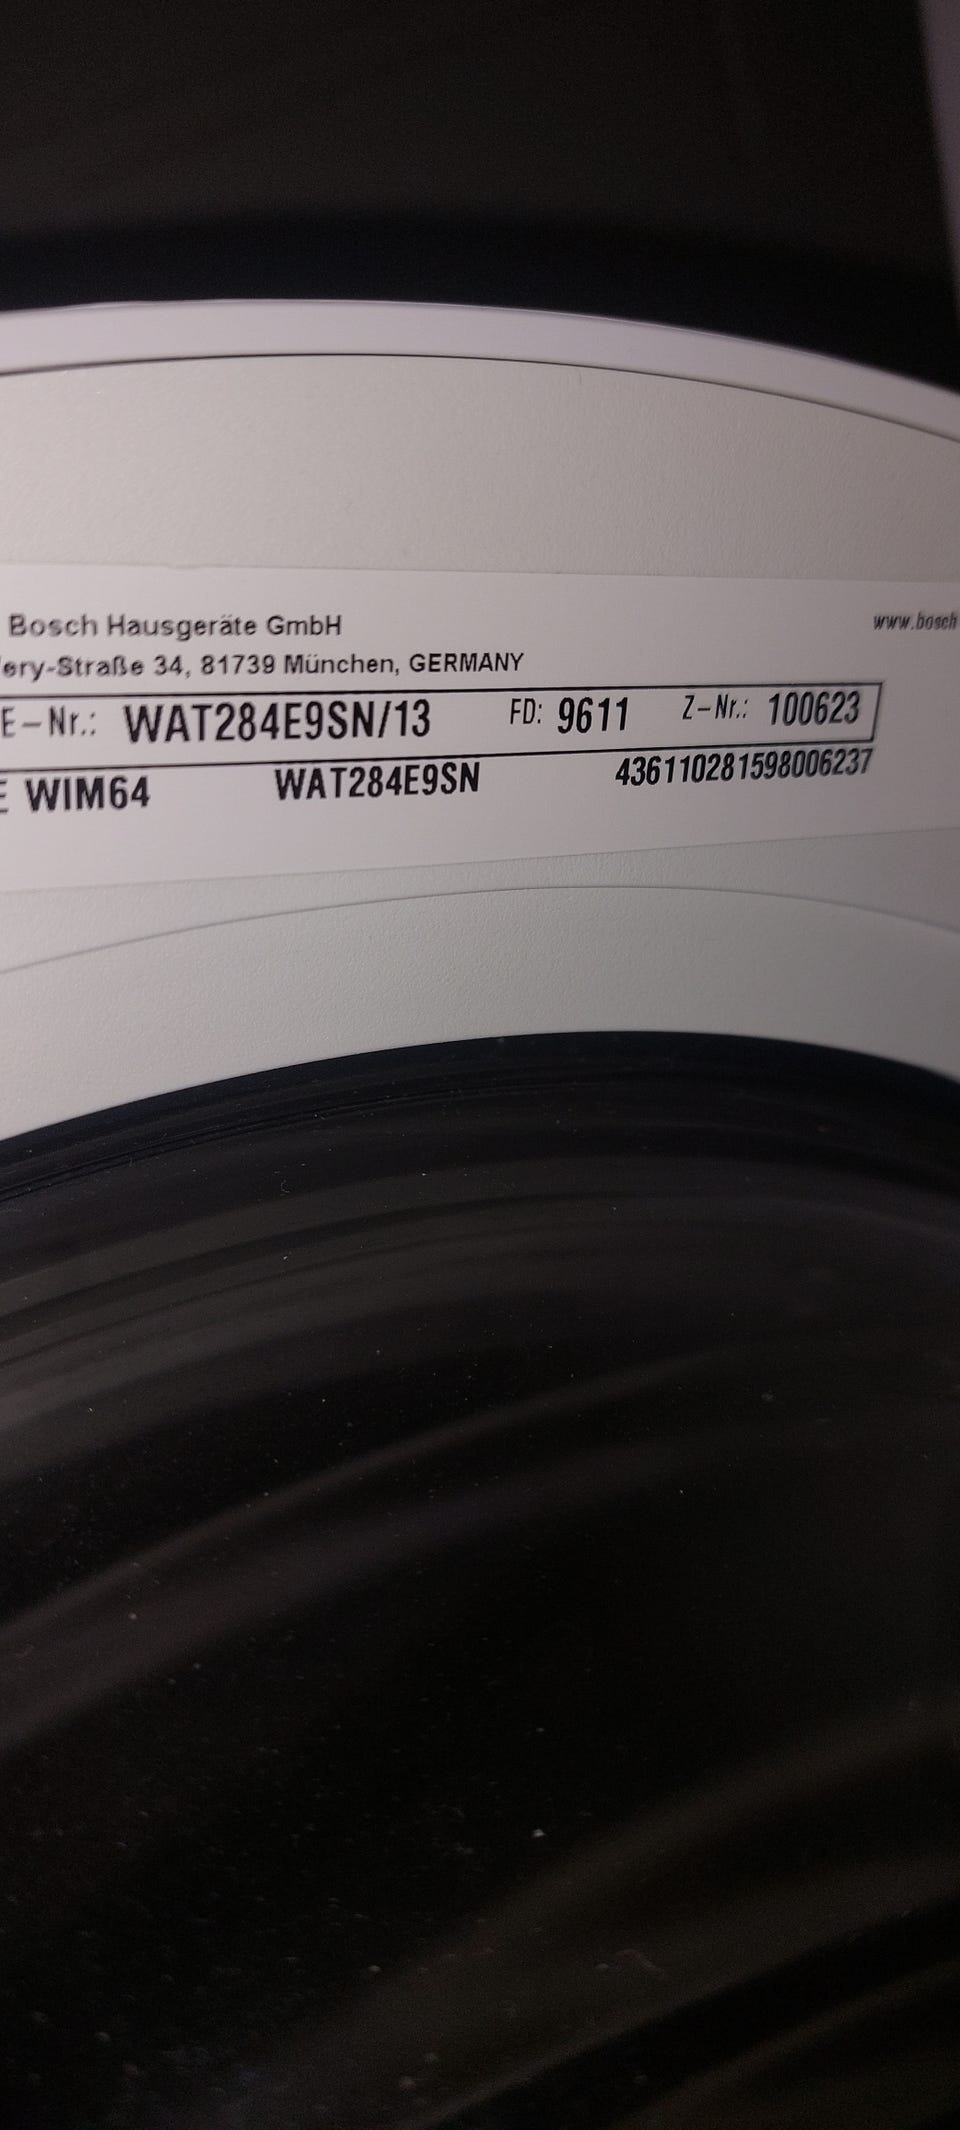 Bosch Hausgeräte GmbH www.bosch
ery-Straße 34, 81739 München, GERMANY
E-Nr.: WAT284E9SN/13 FD: 9611 Z-Nr.: 100623
E WIM64 WAT284E9SN 436110281598006237